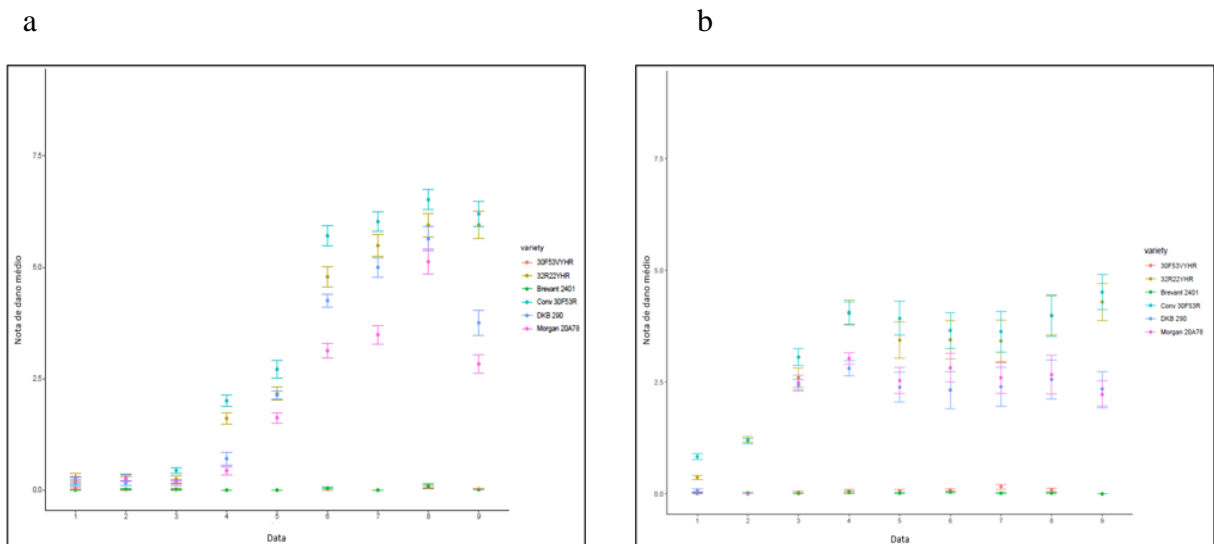 a
b
7.5
5.0
2.5
0.0
Nota de dano médio
1 2 3 4 5 6 7 8 9
Data
variety
30F53VYHR
32R22YHR
Brevant 2401
Conv 30F53R
DKB 290
Morgan 20A78
7.5
5.0
2.5
0.0
Nota de dano médio
1 2 3 4 5 6 7 8 9
Data
variety
30F53VYHR
32R22YHR
Brevant 2401
Conv 30F53R
DKB 290
Morgan 20A78